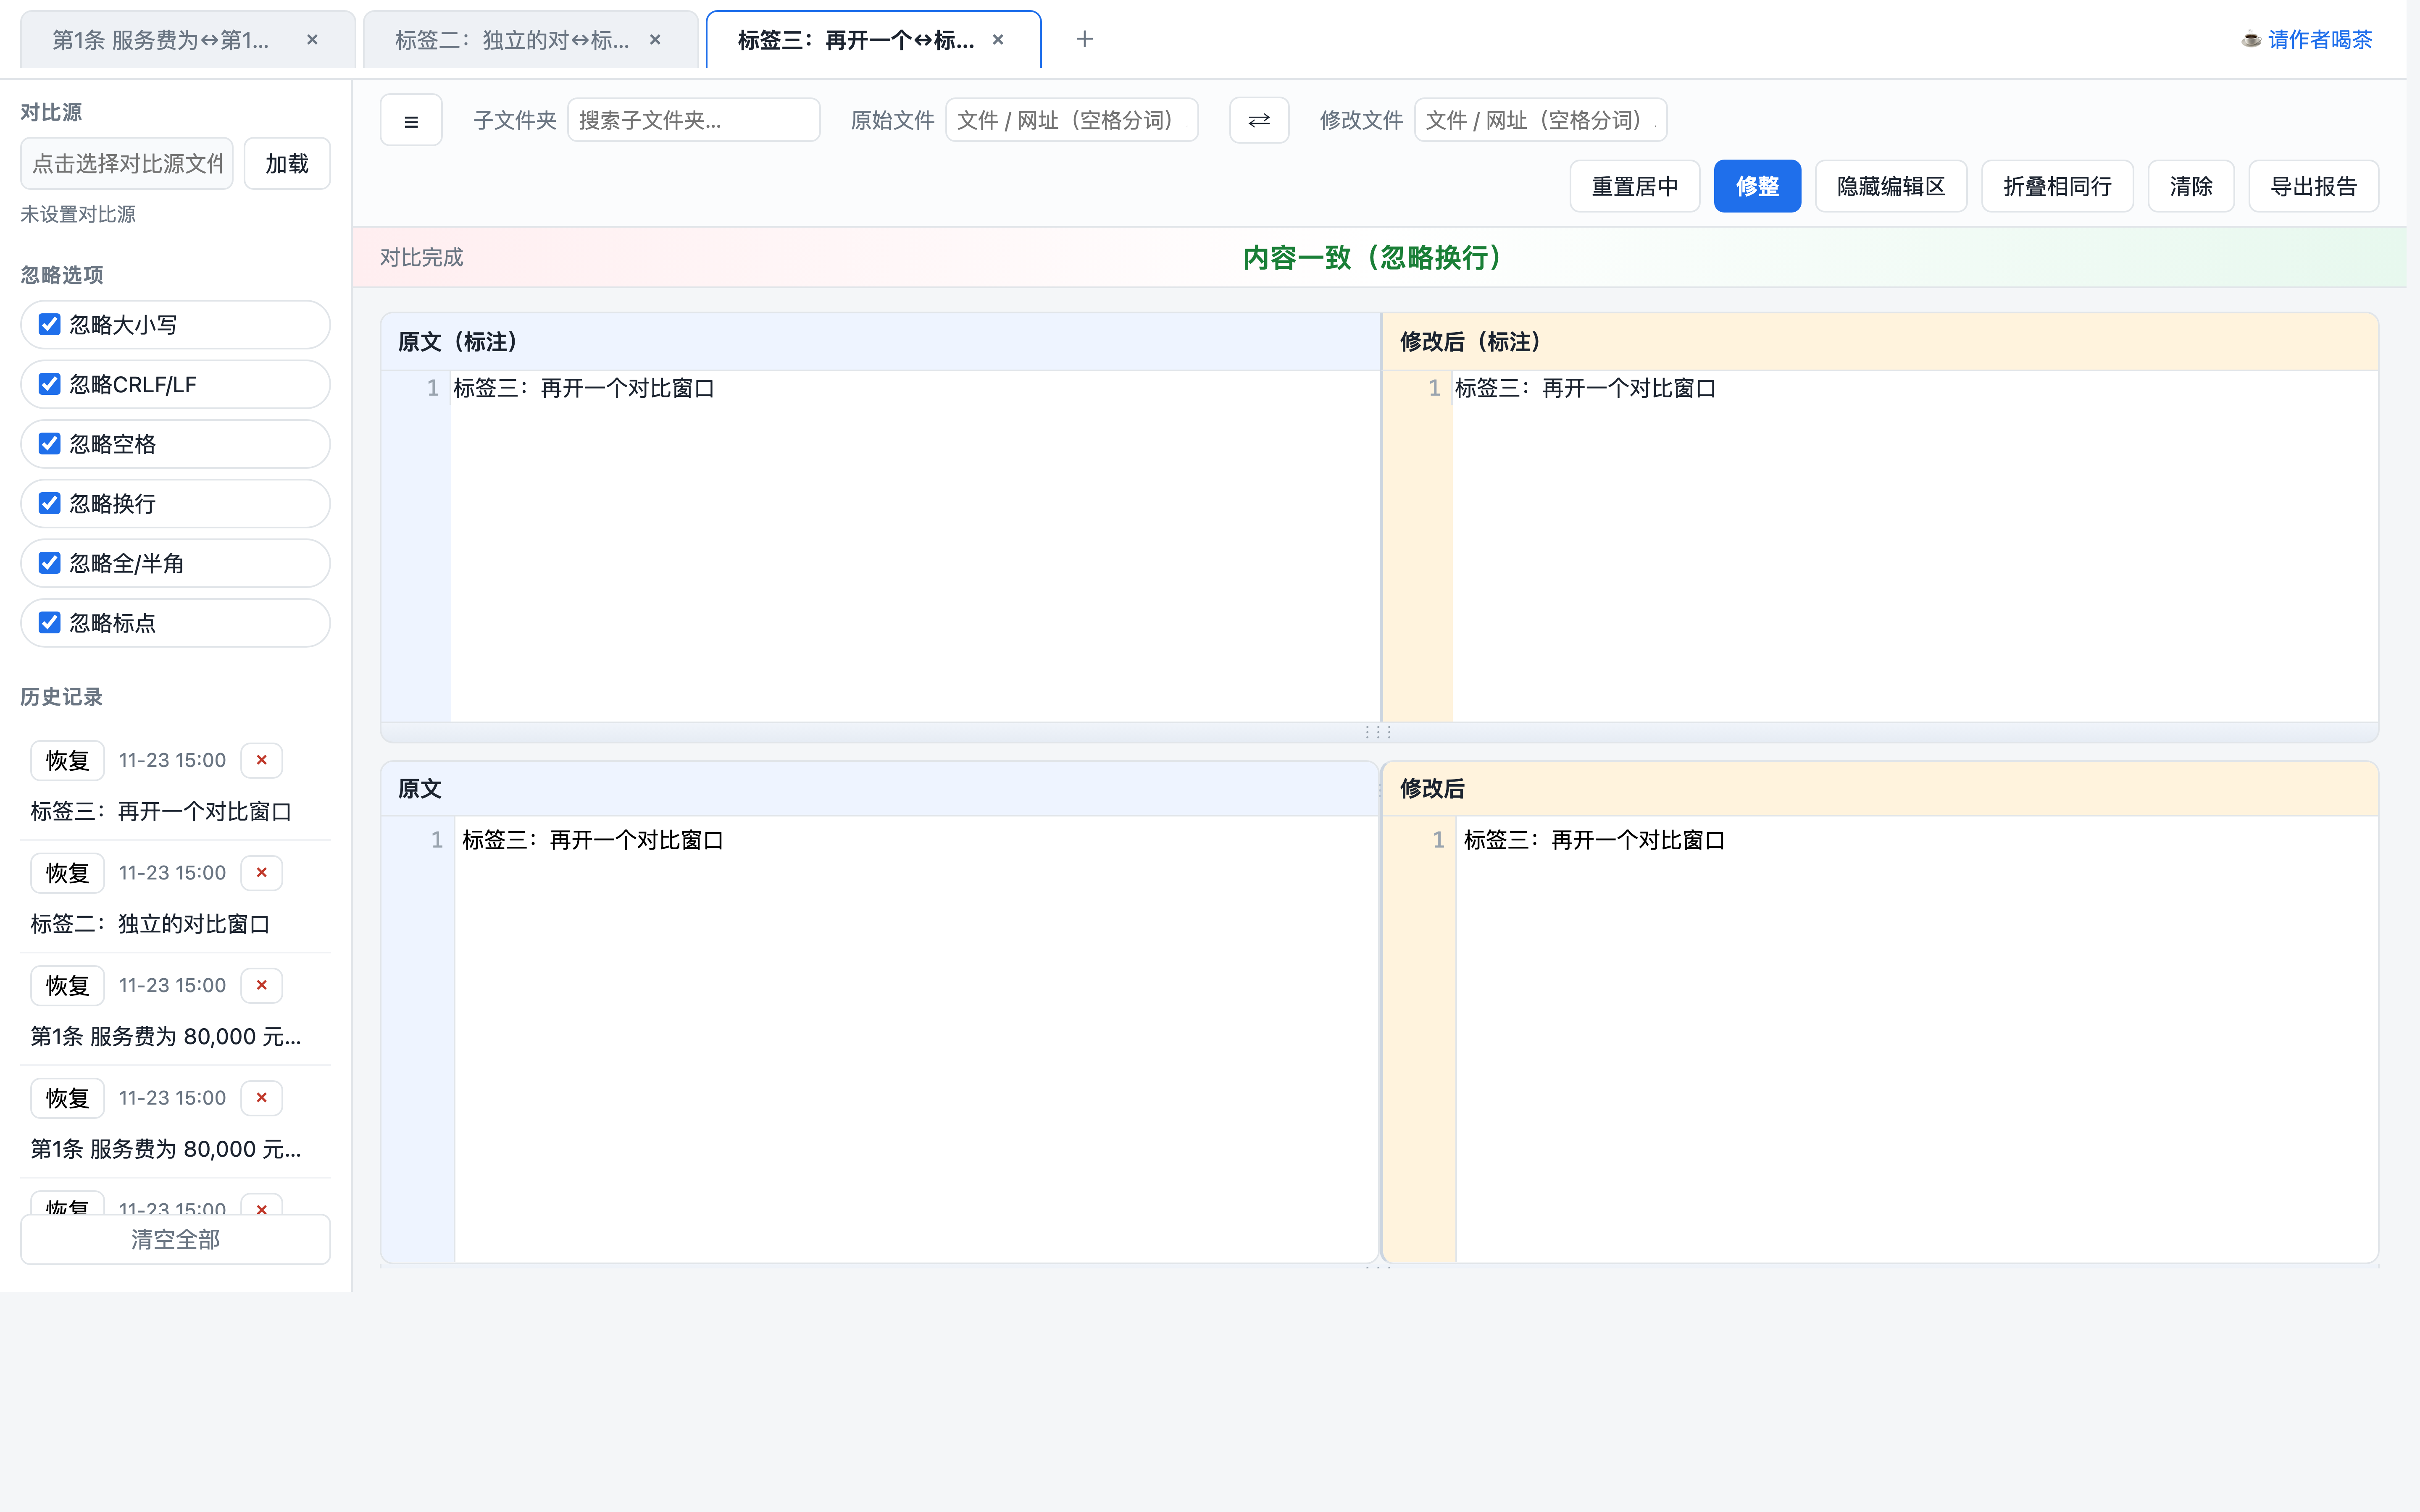 第1条 服务费为↔第1... ×
标签二：独立的对↔标... ×
标签三：再开一个↔标... ×
+
☕ 请作者喝茶
对比源
点击选择对比源文件
加载
未设置对比源
忽略选项
忽略大小写
忽略CRLF/LF
忽略空格
忽略换行
忽略全/半角
忽略标点
历史记录
恢复 11-23 15:00 ×
标签三：再开一个对比窗口
恢复 11-23 15:00 ×
标签二：独立的对比窗口
恢复 11-23 15:00 ×
第1条 服务费为 80,000 元...
恢复 11-23 15:00 ×
第1条 服务费为 80,000 元...
恢复 11-23 15:00 ×
清空全部
≡ 子文件夹 搜索子文件夹... 原始文件 文件 / 网址（空格分词） ⇄ 修改文件 文件 / 网址（空格分词）
重置居中 修整 隐藏编辑区 折叠相同行 清除 导出报告
对比完成 内容一致（忽略换行）
原文（标注） 修改后（标注）
1 标签三：再开一个对比窗口 1 标签三：再开一个对比窗口
原文 修改后
1 标签三：再开一个对比窗口 1 标签三：再开一个对比窗口